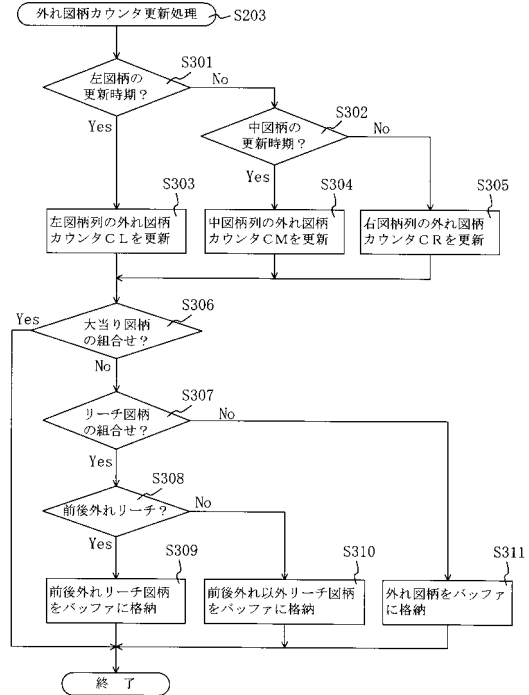 外れ図柄カウンタ更新処理
S203
左図柄の
更新時期？
S301
No
Yes
中図柄の
更新時期？
S302
No
Yes
S303
S304
S305
左図柄列の外れ図柄
カウンタＣＬを更新
中図柄列の外れ図柄
カウンタＣＭを更新
右図柄列の外れ図柄
カウンタＣＲを更新
S306
Yes
大当り図柄
の組合せ？
No
S307
リーチ図柄
の組合せ？
No
Yes
S308
前後外れリーチ？
No
Yes
S309
S310
S311
前後外れリーチ図柄
をバッファに格納
前後外れ以外リーチ図柄
をバッファに格納
外れ図柄をバッファ
に格納
終 了